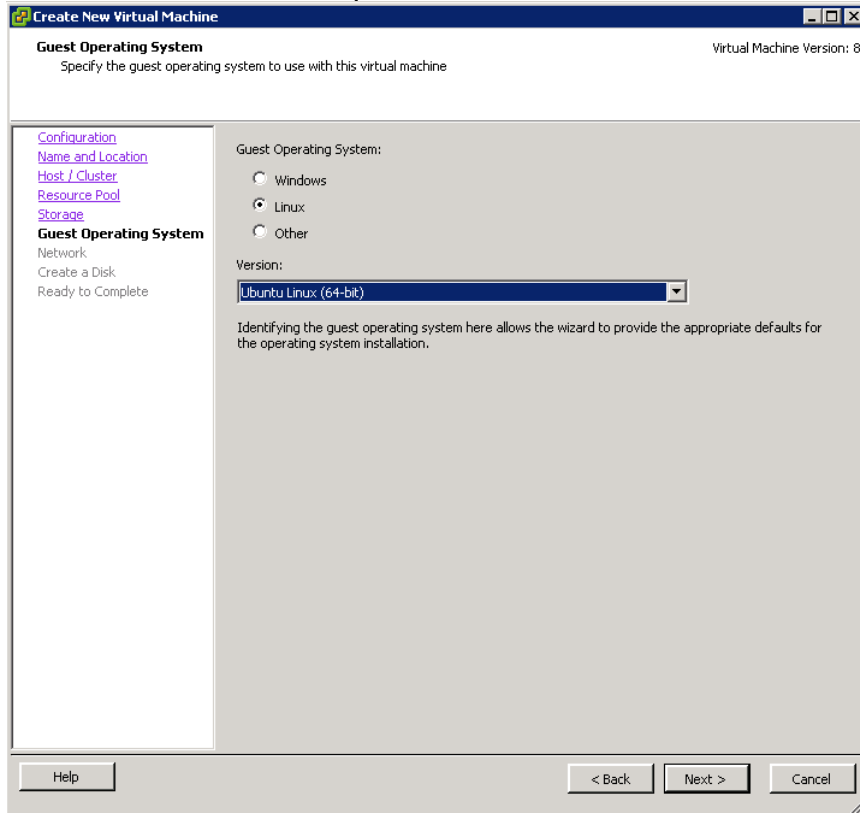 Create New Virtual Machine
Guest Operating System
Virtual Machine Version: 8
Specify the guest operating system to use with this virtual machine
Configuration
Name and Location
Host / Cluster
Resource Pool
Storage
Guest Operating System
Network
Create a Disk
Ready to Complete
Guest Operating System:
Windows
Linux
Other
Version:
Ubuntu Linux (64-bit)
Identifying the guest operating system here allows the wizard to provide the appropriate defaults for
the operating system installation.
Help
< Back
Next >
Cancel